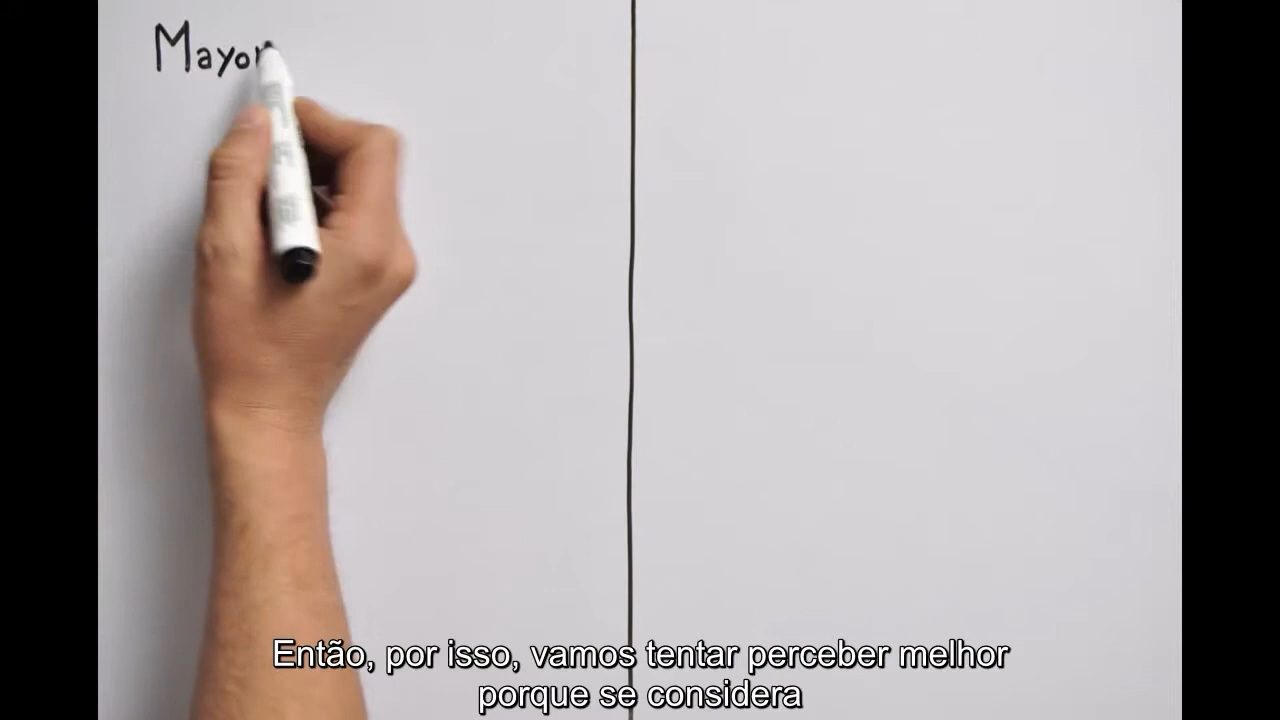 Mayor
Então, por isso, vamos tentar perceber melhor
porque se considera